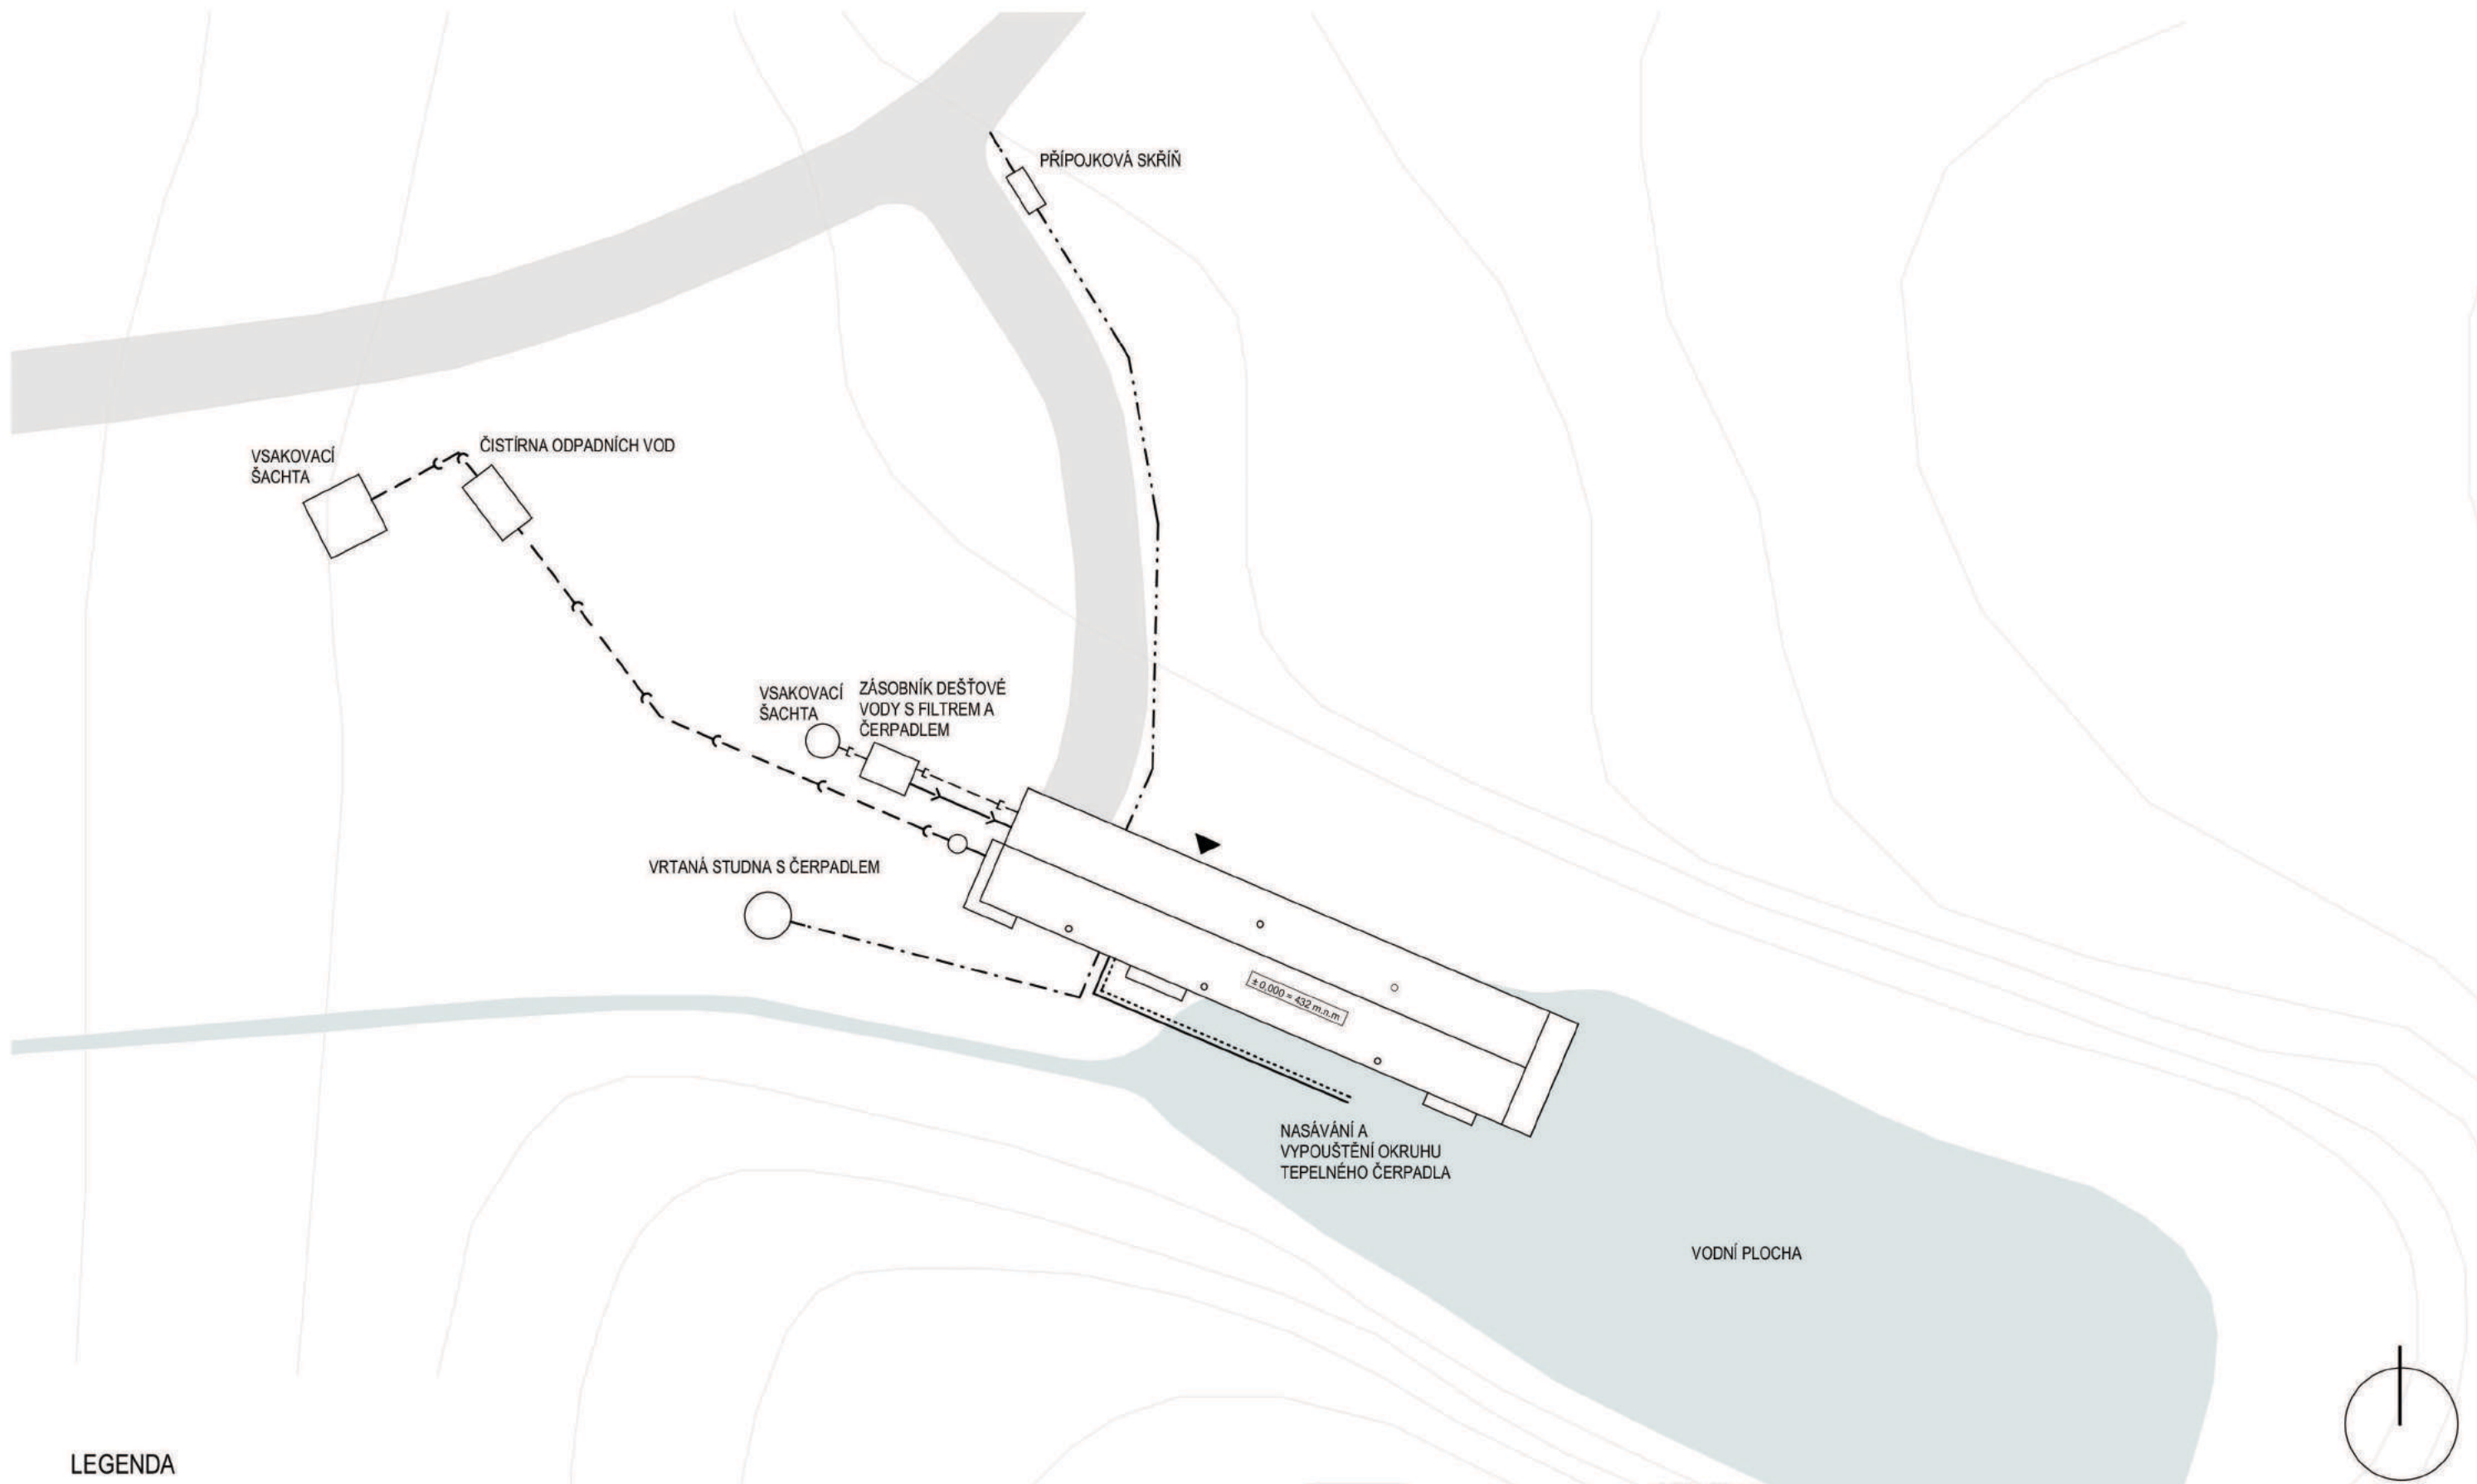 PŘÍPOJKOVÁ SKŘÍŇ
ČISTÍRNA ODPADNÍCH VOD
VSAKOVACÍ
ŠACHTA
VSAKOVACÍ
ŠACHTA
ZÁSOBNÍK DEŠŤOVÉ
VODY S FILTREM A
ČERPADLEM
VRTANÁ STUDNA S ČERPADLEM
±0,000 = 432 m.n.m
NASÁVÁNÍ A
VYPOUŠTĚNÍ OKRUHU
TEPELNÉHO ČERPADLA
VODNÍ PLOCHA
LEGENDA